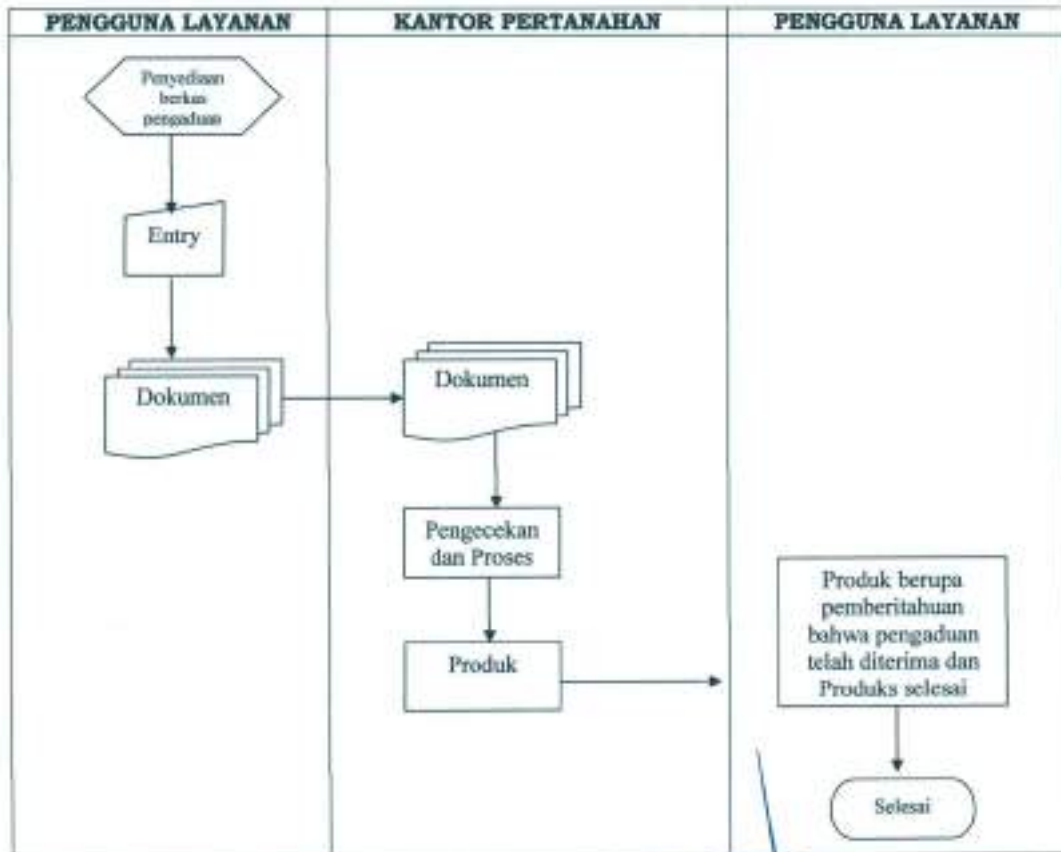 PENGGUNA LAYANAN
KANTOR PERTANAHAN
PENGGUNA LAYANAN
Penyediaan
berkas
pengaduan
Entry
Dokumen
Dokumen
Pengecekan
dan Proses
Produk
Produk berupa
pemberitahuan
bahwa pengaduan
telah diterima dan
Produks selesai
Selesai